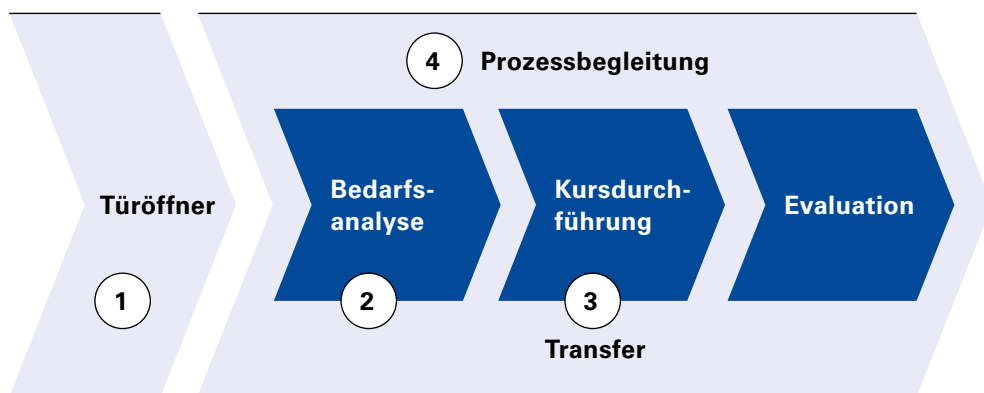 4 Prozessbegleitung
Türöffner
Bedarfs-
analyse
Kursdurch-
führung
Evaluation
1
2
3
Transfer